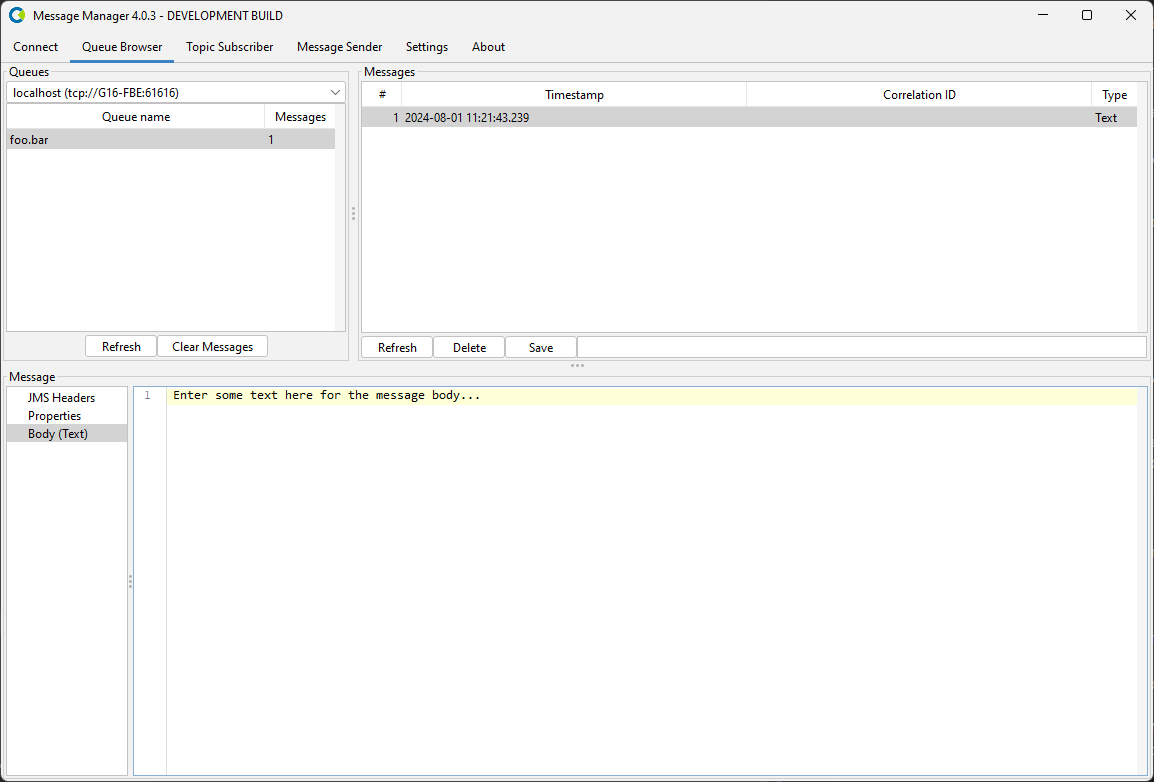 Message Manager 4.0.3 - DEVELOPMENT BUILD
Connect Queue Browser Topic Subscriber Message Sender Settings About
Queues
localhost (tcp://G16-FBE:61616)
Queue name Messages
foo.bar 1
Refresh Clear Messages
Messages
# Timestamp Correlation ID Type
1 2024-08-01 11:21:43.239 Text
Refresh Delete Save
Message
JMS Headers
Properties
Body (Text)
1 Enter some text here for the message body...